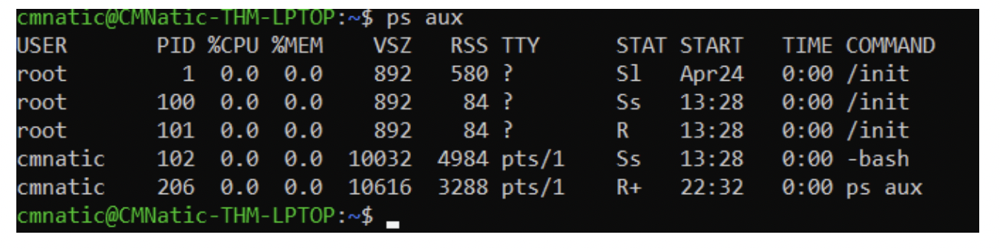 cmnatic@CMNatic-THM-LPTOP:~$ ps aux
USER       PID %CPU %MEM    VSZ   RSS TTY      STAT START   TIME COMMAND
root         1  0.0  0.0    892   580 ?        Sl   Apr24   0:00 /init
root       100  0.0  0.0    892    84 ?        Ss   13:28   0:00 /init
root       101  0.0  0.0    892    84 ?        R    13:28   0:00 /init
cmnatic    102  0.0  0.0  10032  4984 pts/1    Ss   13:28   0:00 -bash
cmnatic    206  0.0  0.0  10616  3288 pts/1    R+   22:32   0:00 ps aux
cmnatic@CMNatic-THM-LPTOP:~$